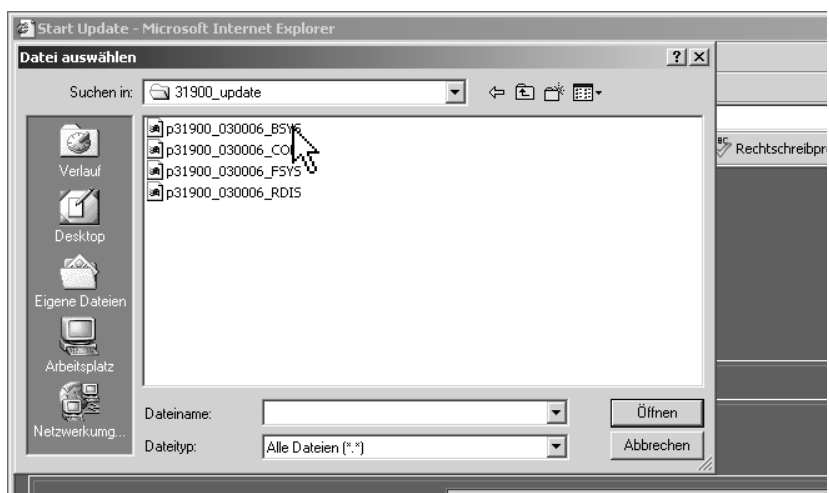 Start Update - Microsoft Internet Explorer
Datei auswählen
Suchen in:
31900_update
p31900_030006_BSYS
p31900_030006_CO
p31900_030006_FSYS
p31900_030006_RDIS
Verlauf
Desktop
Eigene Dateien
Arbeitsplatz
Netzwerkumg...
Rechtschreibpr
Dateiname:
Öffnen
Dateityp:
Alle Dateien (*.*)
Abbrechen